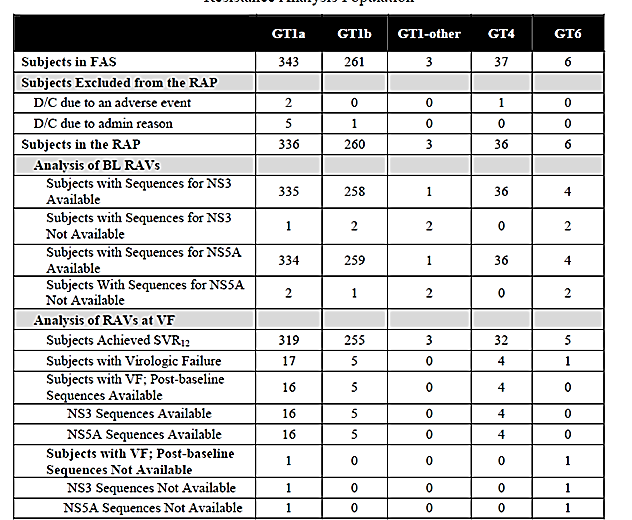 Resistance Analysis Population
GT1a GT1b GT1-other GT4 GT6
Subjects in FAS 343 261 3 37 6
Subjects Excluded from the RAP
D/C due to an adverse event 2 0 0 1 0
D/C due to admin reason 5 1 0 0 0
Subjects in the RAP 336 260 3 36 6
Analysis of BL RAVs
Subjects with Sequences for NS3
Available 335 258 1 36 4
Subjects with Sequences for NS3
Not Available 1 2 2 0 2
Subjects with Sequences for NS5A
Available 334 259 1 36 4
Subjects With Sequences for NS5A
Not Available 2 1 2 0 2
Analysis of RAVs at VF
Subjects Achieved SVR12 319 255 3 32 5
Subjects with Virologic Failure 17 5 0 4 1
Subjects with VF; Post-baseline
Sequences Available 16 5 0 4 0
NS3 Sequences Available 16 5 0 4 0
NS5A Sequences Available 16 5 0 4 0
Subjects with VF; Post-baseline
Sequences Not Available 1 0 0 0 1
NS3 Sequences Not Available 1 0 0 0 1
NS5A Sequences Not Available 1 0 0 0 1